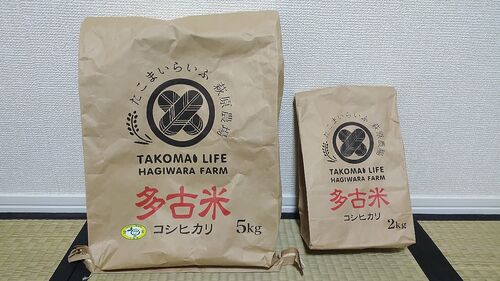 たこまいらいふ 萩原農場
TAKOMAI LIFE
HAGIWARA FARM
多古米
コシヒカリ 5kg
たこまいらいふ 萩原農場
TAKOMAI LIFE
HAGIWARA FARM
多古米
コシヒカリ
2kg